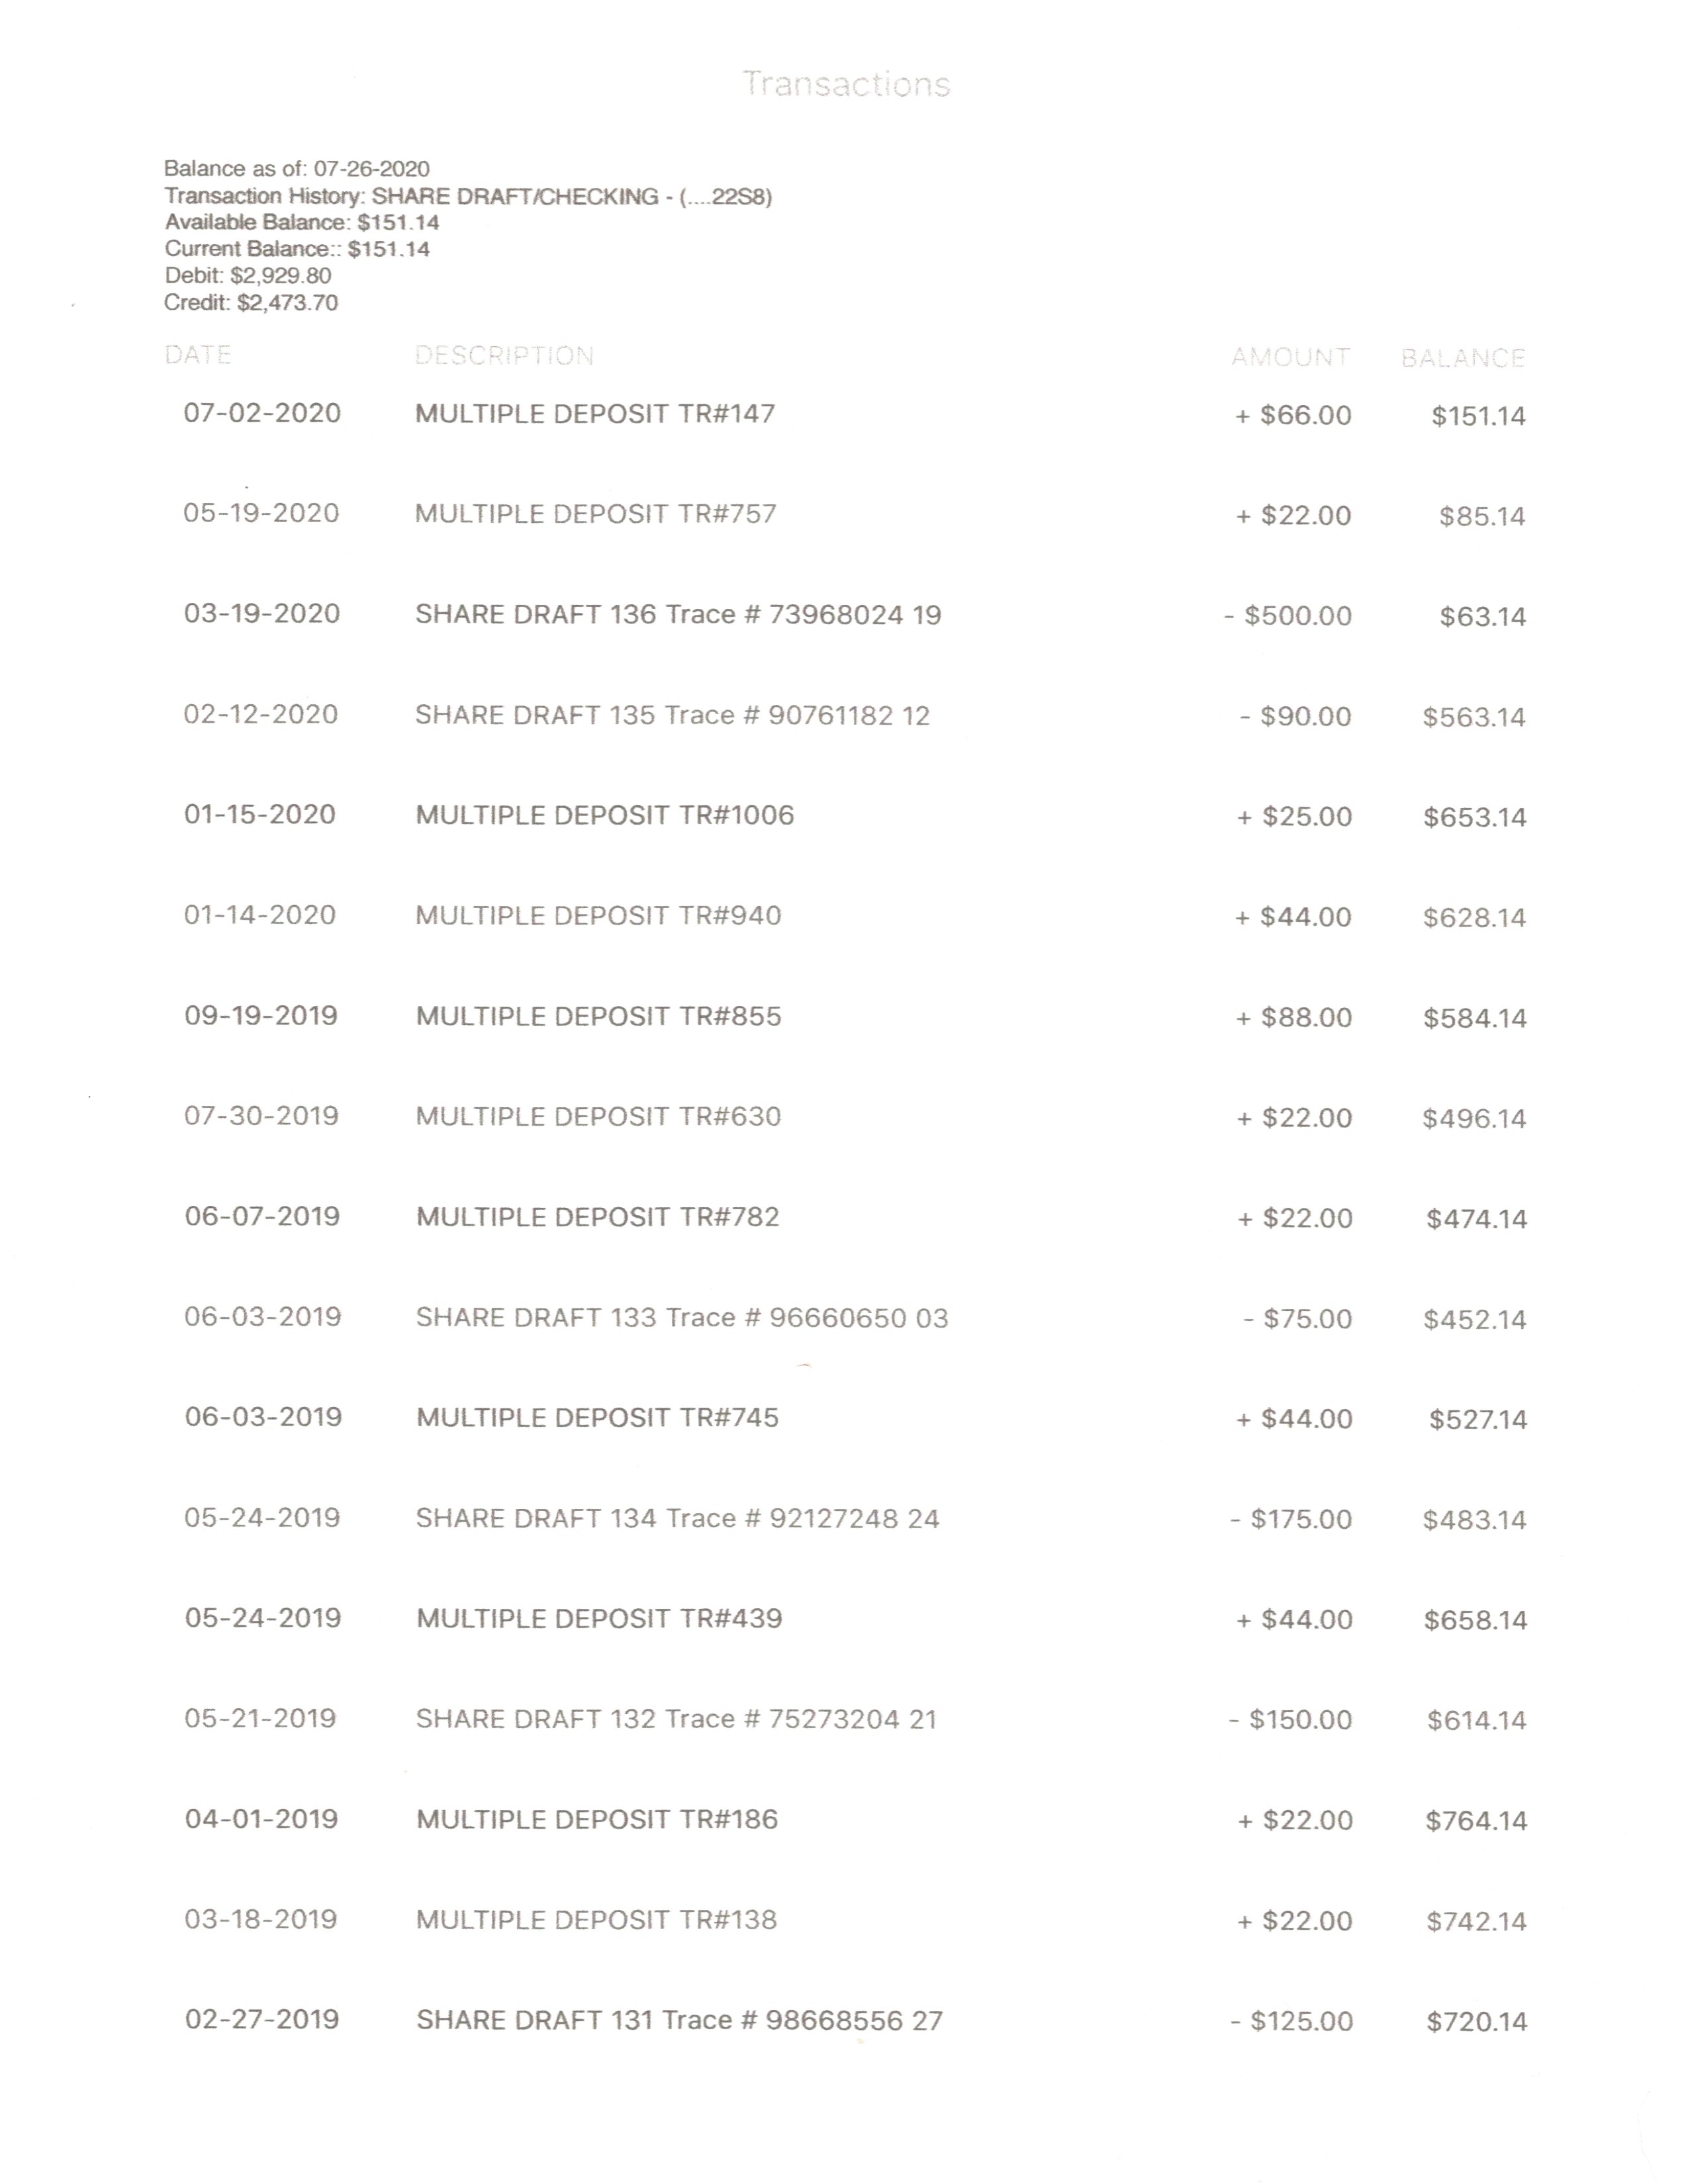 Transactions
Balance as of: 07-26-2020
Transaction History: SHARE DRAFT/CHECKING - (....22S8)
Available Balance: $151.14
Current Balance:: $151.14
Debit: $2,929.80
Credit: $2,473.70
DATE DESCRIPTION AMOUNT BALANCE
07-02-2020 MULTIPLE DEPOSIT TR#147 + $66.00 $151.14
05-19-2020 MULTIPLE DEPOSIT TR#757 + $22.00 $85.14
03-19-2020 SHARE DRAFT 136 Trace # 73968024 19 - $500.00 $63.14
02-12-2020 SHARE DRAFT 135 Trace # 90761182 12 - $90.00 $563.14
01-15-2020 MULTIPLE DEPOSIT TR#1006 + $25.00 $653.14
01-14-2020 MULTIPLE DEPOSIT TR#940 + $44.00 $628.14
09-19-2019 MULTIPLE DEPOSIT TR#855 + $88.00 $584.14
07-30-2019 MULTIPLE DEPOSIT TR#630 + $22.00 $496.14
06-07-2019 MULTIPLE DEPOSIT TR#782 + $22.00 $474.14
06-03-2019 SHARE DRAFT 133 Trace # 96660650 03 - $75.00 $452.14
06-03-2019 MULTIPLE DEPOSIT TR#745 + $44.00 $527.14
05-24-2019 SHARE DRAFT 134 Trace # 92127248 24 - $175.00 $483.14
05-24-2019 MULTIPLE DEPOSIT TR#439 + $44.00 $658.14
05-21-2019 SHARE DRAFT 132 Trace # 75273204 21 - $150.00 $614.14
04-01-2019 MULTIPLE DEPOSIT TR#186 + $22.00 $764.14
03-18-2019 MULTIPLE DEPOSIT TR#138 + $22.00 $742.14
02-27-2019 SHARE DRAFT 131 Trace # 98668556 27 - $125.00 $720.14